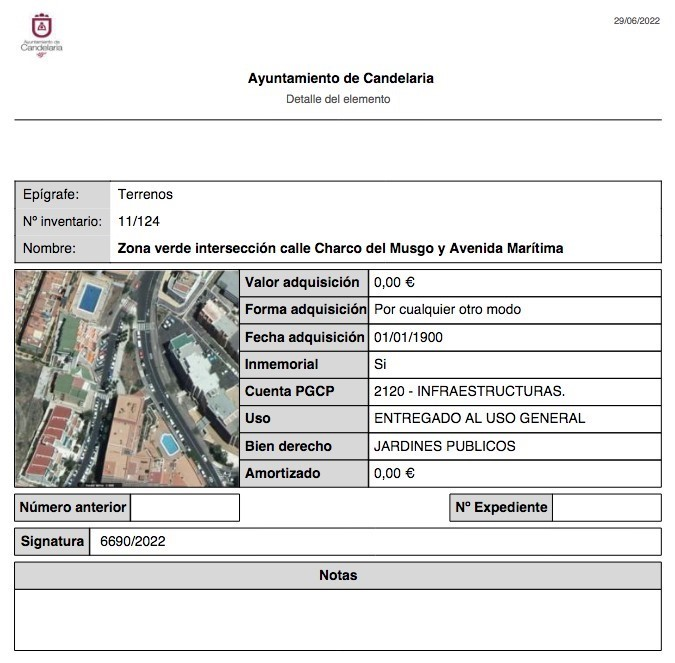 29/06/2022
Ayuntamiento de
Candelaria
Ayuntamiento de Candelaria
Detalle del elemento
Epígrafe: Terrenos
Nº inventario: 11/124
Nombre: Zona verde intersección calle Charco del Musgo y Avenida Marítima
Valor adquisición 0,00 €
Forma adquisición Por cualquier otro modo
Fecha adquisición 01/01/1900
Inmemorial Si
Cuenta PGCP 2120 - INFRAESTRUCTURAS.
Uso ENTREGADO AL USO GENERAL
Bien derecho JARDINES PUBLICOS
Amortizado 0,00 €
Número anterior Nº Expediente
Signatura 6690/2022
Notas